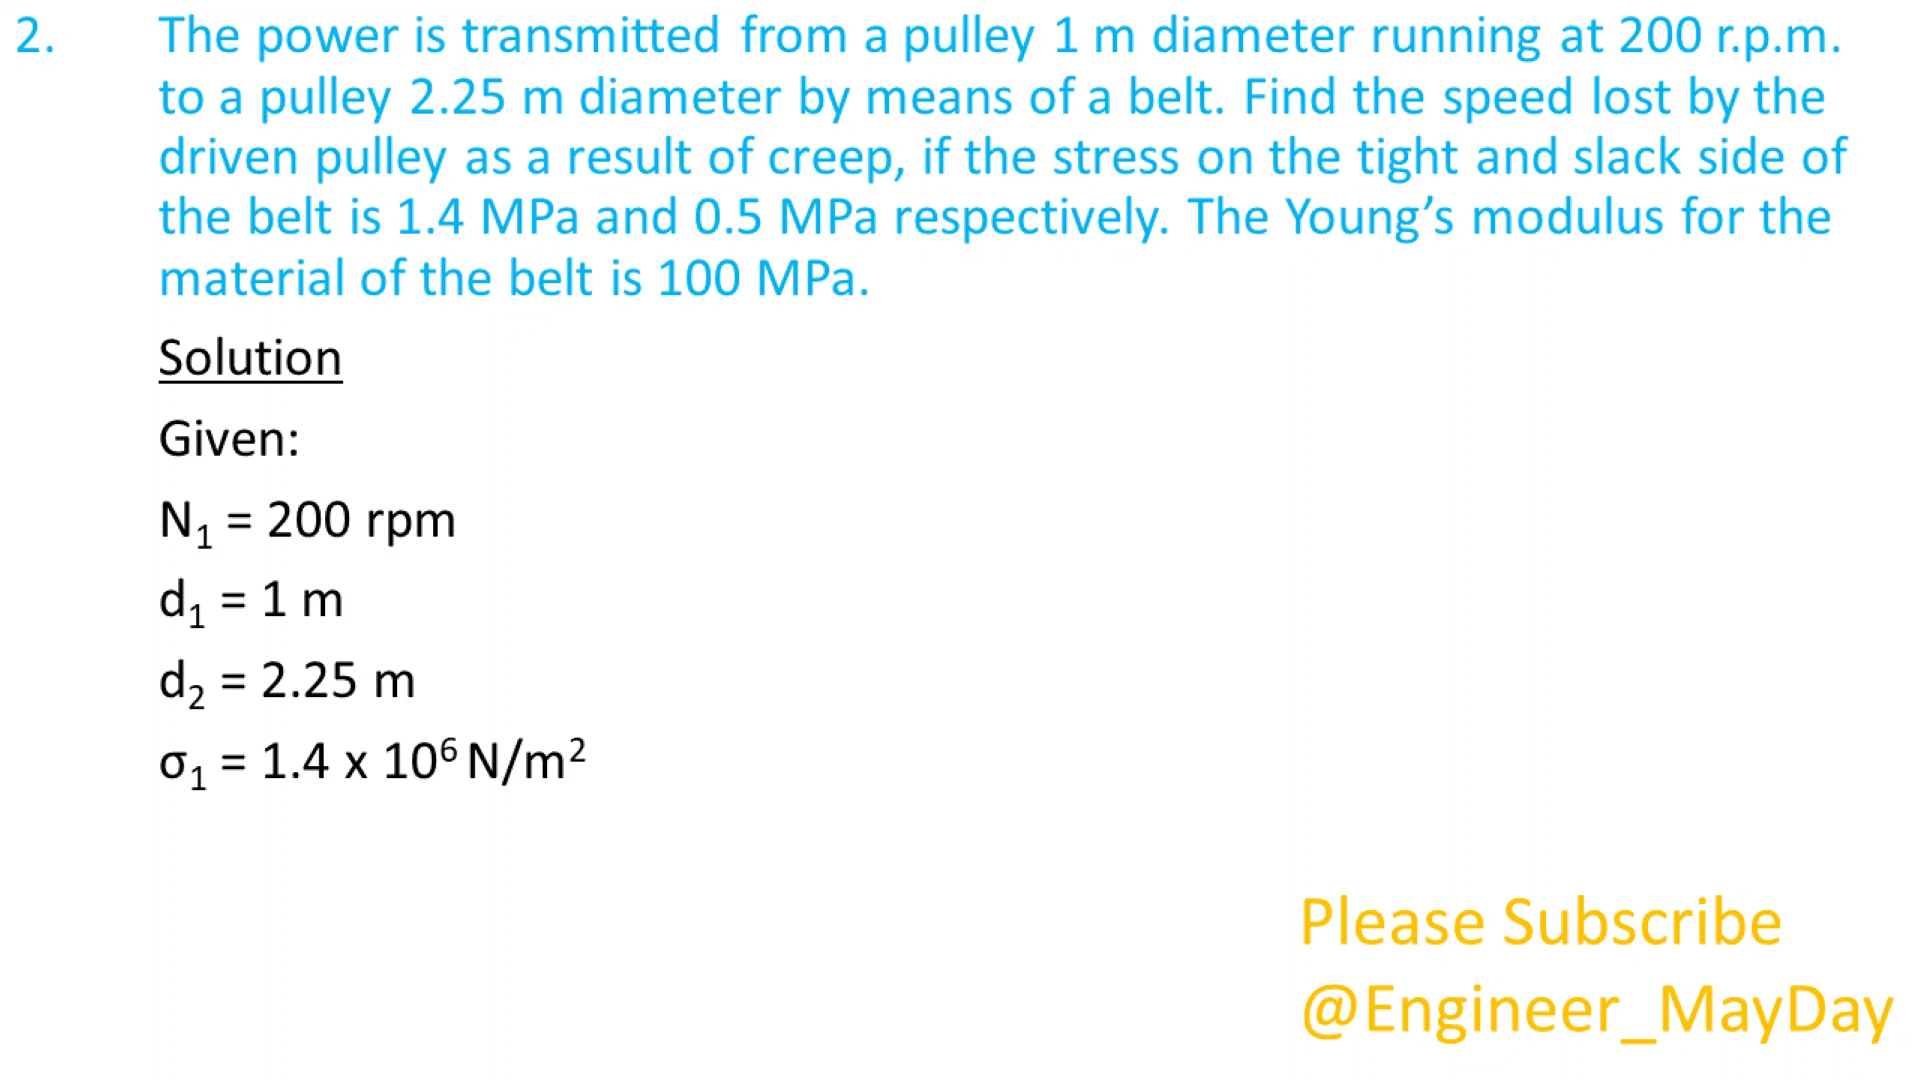 2. The power is transmitted from a pulley 1 m diameter running at 200 r.p.m.
to a pulley 2.25 m diameter by means of a belt. Find the speed lost by the
driven pulley as a result of creep, if the stress on the tight and slack side of
the belt is 1.4 MPa and 0.5 MPa respectively. The Young’s modulus for the
material of the belt is 100 MPa.
Solution
Given:
N₁ = 200 rpm
d₁ = 1 m
d₂ = 2.25 m
σ₁ = 1.4 x 10⁶ N/m²
Please Subscribe
@Engineer_MayDay